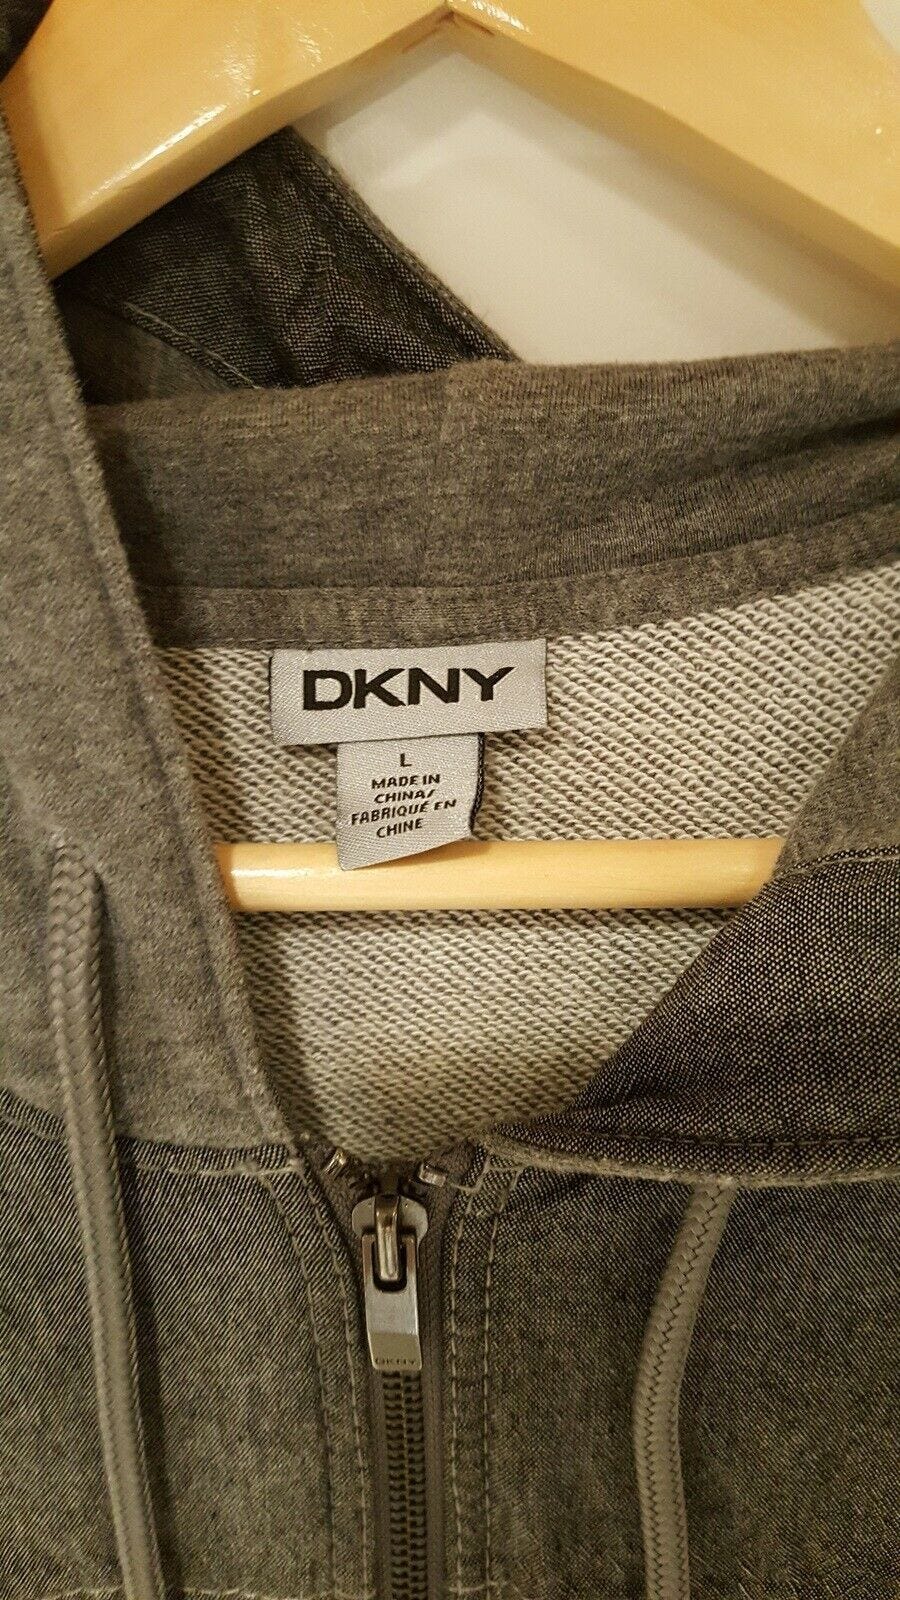 DKNY
L
MADE IN
CHINA/
FABRIQUÉ EN
CHINE
DKNY